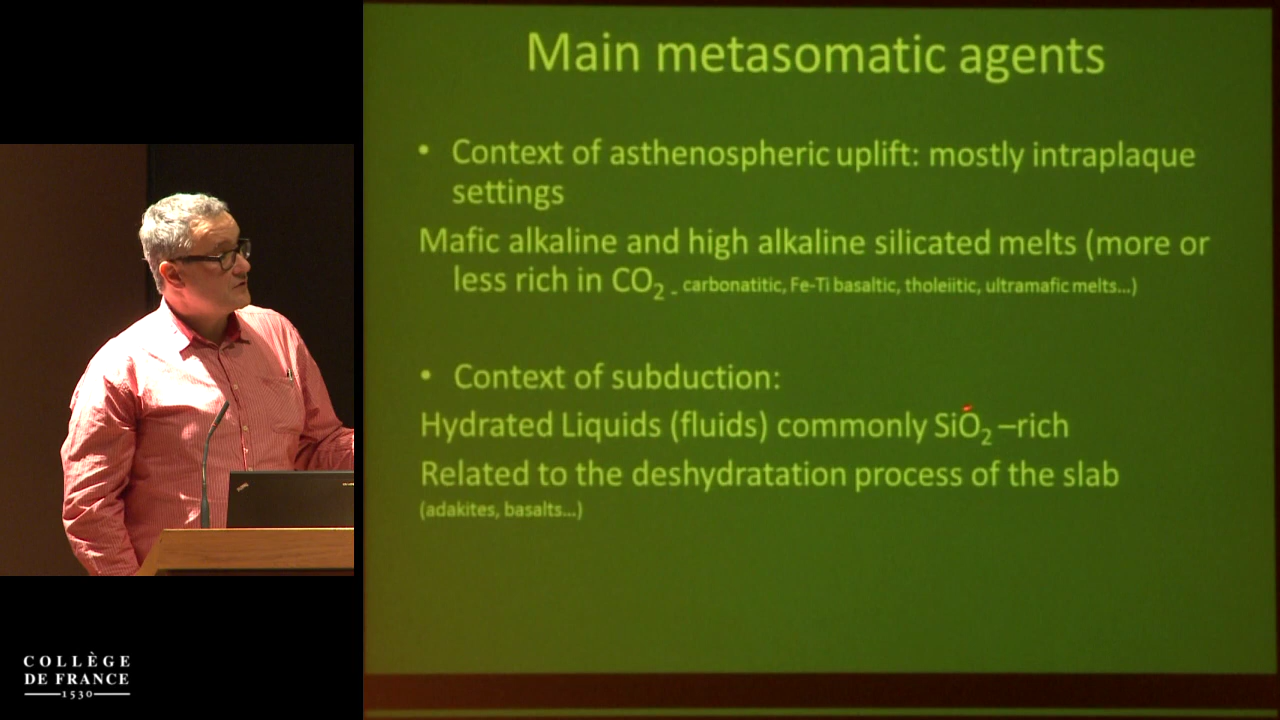 Main metasomatic agents
• Context of asthenospheric uplift: mostly intraplaque
settings
Mafic alkaline and high alkaline silicated melts (more or
less rich in CO2 - carbonatitic, Fe-Ti basaltic, tholeiitic, ultramafic melts...)
• Context of subduction:
Hydrated Liquids (fluids) commonly SiO2 –rich
Related to the deshydratation process of the slab
(adakites, basalts...)
COLLÈGE
DE FRANCE
1530